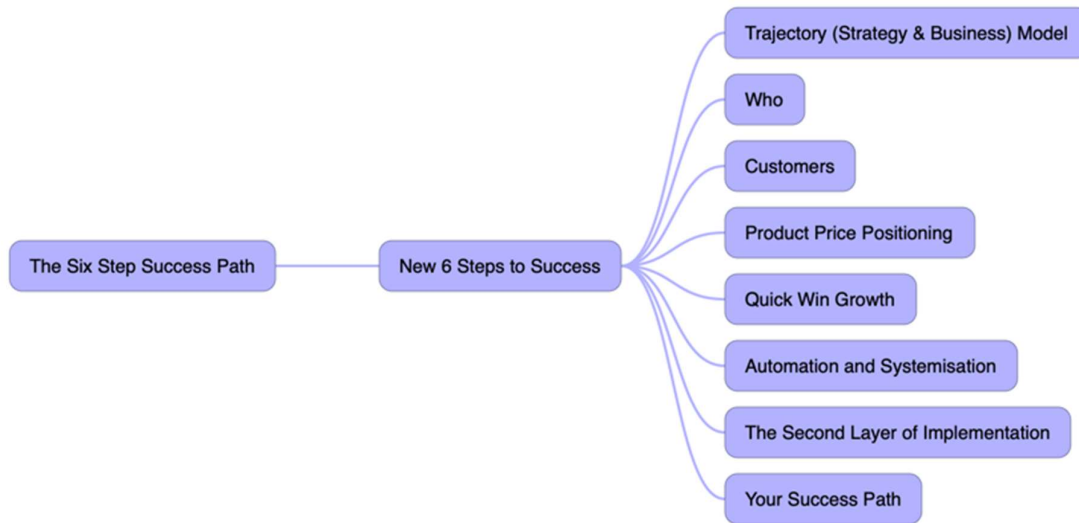 The Six Step Success Path
New 6 Steps to Success
Trajectory (Strategy & Business) Model
Who
Customers
Product Price Positioning
Quick Win Growth
Automation and Systemisation
The Second Layer of Implementation
Your Success Path